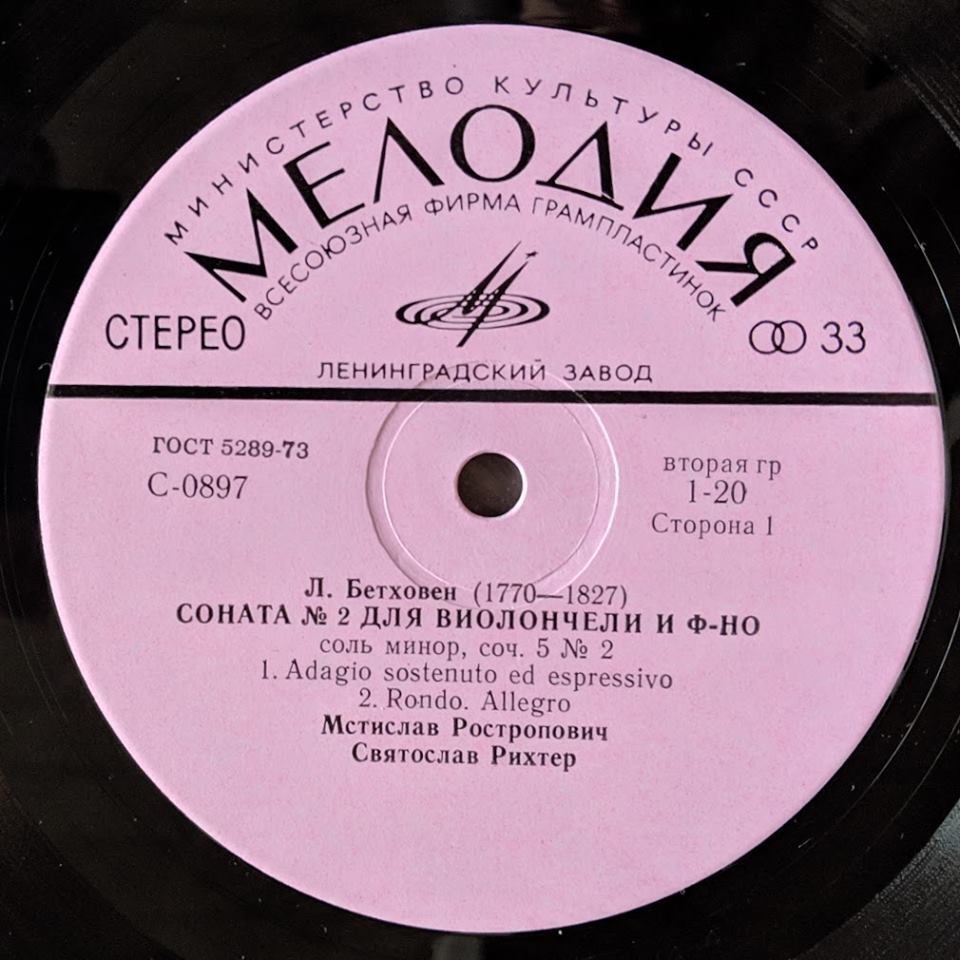 МИНИСТЕРСТВО КУЛЬТУРЫ СССР
МЕЛОДИЯ
ВСЕСОЮЗНАЯ ФИРМА ГРАМПЛАСТИНОК
СТЕРЕО
33
ЛЕНИНГРАДСКИЙ ЗАВОД
ГОСТ 5289-73
С-0897
вторая гр
1-20
Сторона 1
Л. Бетховен (1770—1827)
СОНАТА № 2 ДЛЯ ВИОЛОНЧЕЛИ И Ф-НО
соль минор, соч. 5 № 2
1. Adagio sostenuto ed espressivo
2. Rondo. Allegro
Мстислав Ростропович
Святослав Рихтер